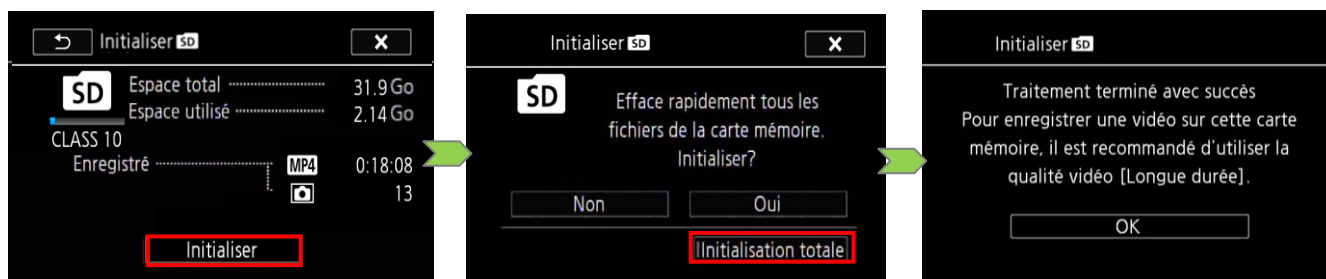 Initialiser SD
SD
Espace total 31.9 Go
Espace utilisé 2.14 Go
CLASS 10
Enregistré MP4 0:18:08
13
Initialiser
Initialiser SD
SD
Efface rapidement tous les
fichiers de la carte mémoire.
Initialiser?
Non Oui
Initialisation totale
Initialiser SD
Traitement terminé avec succès
Pour enregistrer une vidéo sur cette carte
mémoire, il est recommandé d'utiliser la
qualité vidéo [Longue durée].
OK